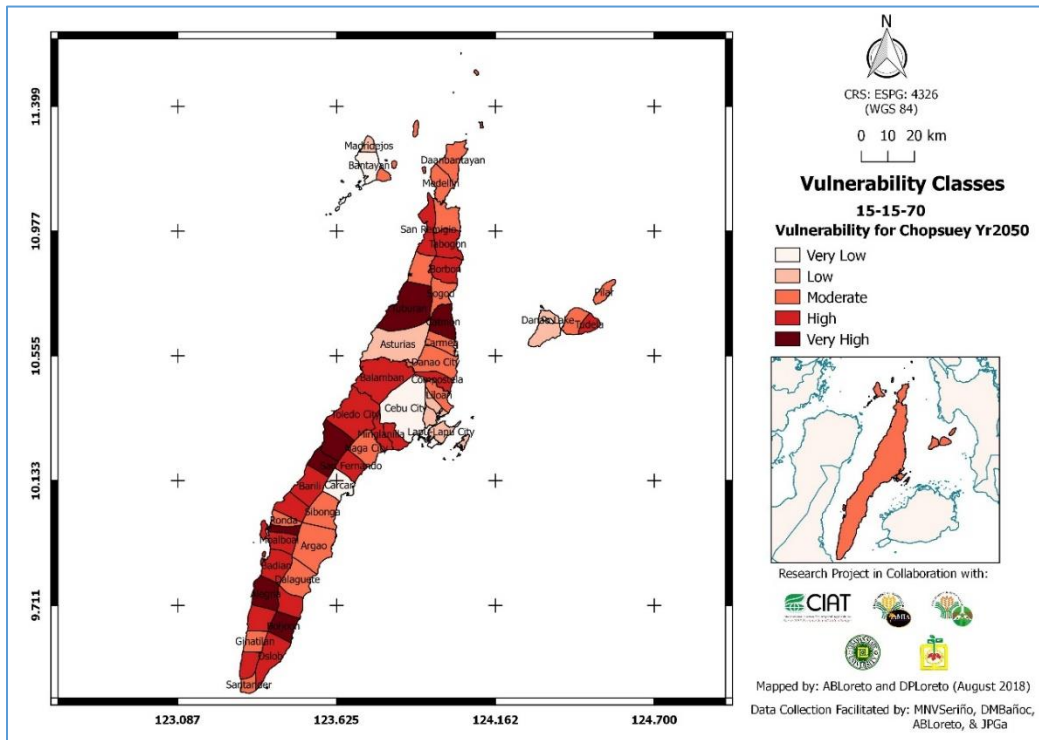 N
CRS: ESPG: 4326
(WGS 84)
0 10 20 km
Vulnerability Classes
15-15-70
Vulnerability for Chopsuey Yr2050
Very Low
Low
Moderate
High
Very High
Research Project in Collaboration with:
CIAT
Mapped by: ABLoreto and DPLoreto (August 2018)
Data Collection Facilitated by: MNVSeriño, DMBañoc,
ABLoreto, & JPGa
11.399
10.977
10.555
10.133
9.711
123.087 123.625 124.162 124.700
Madridejos
Bantayan
Daanbantayan
Medellin
San Remigio
Tabogon
Borbon
Sogod
Pilar
Danao Lake
Tudela
Carmen
Asturias
Danao City
Balamban
Compostela
Liloan
Cebu City
Toledo City
Lapu-Lapu City
Minglanilla
Naga City
San Fernando
Barili
Carcar
Sibonga
Ronda
Argao
Moalboal
Badian
Dalaguete
Alegria
Boljoon
Ginatilan
Oslob
Santander